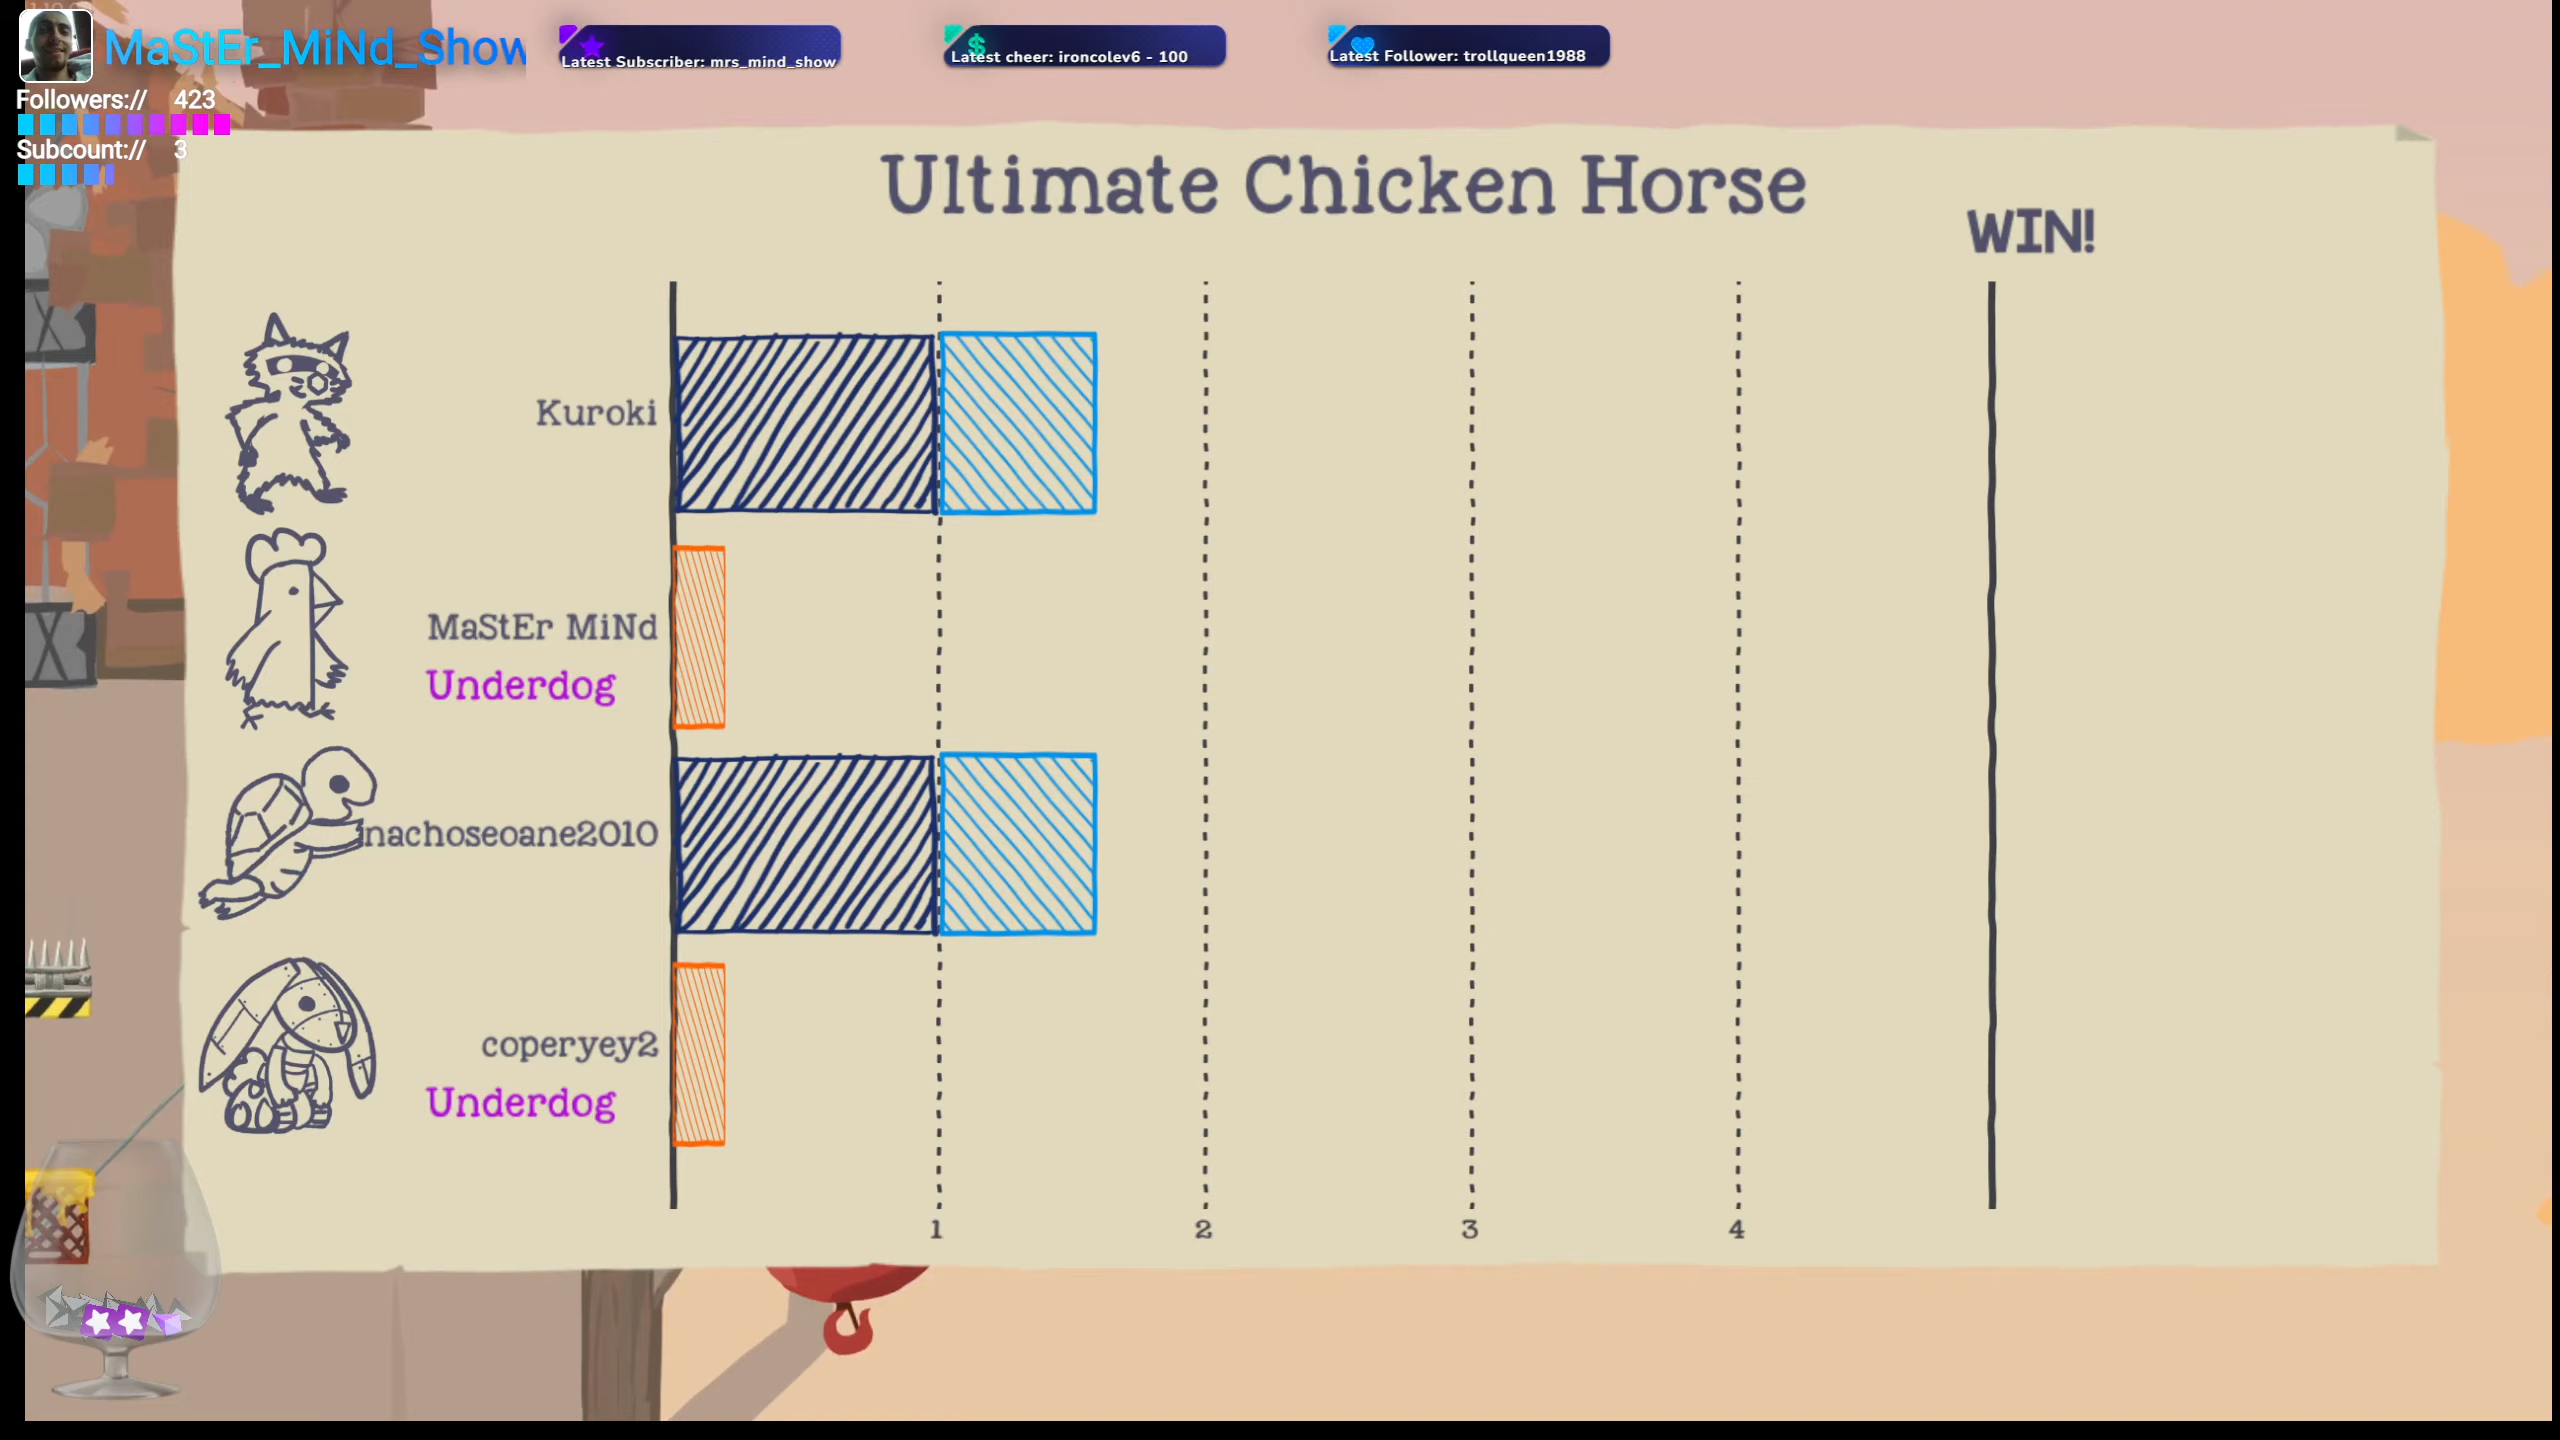 MaStEr_MiNd_Show
Latest Subscriber: mrs_mind_show
Latest cheer: ironcolev6 - 100
Latest Follower: trollqueen1988
Followers:// 423
Subcount:// 3
Ultimate Chicken Horse
WIN!
Kuroki
MaStEr MiNd
Underdog
nachoseoane2010
coperyey2
Underdog
1 2 3 4